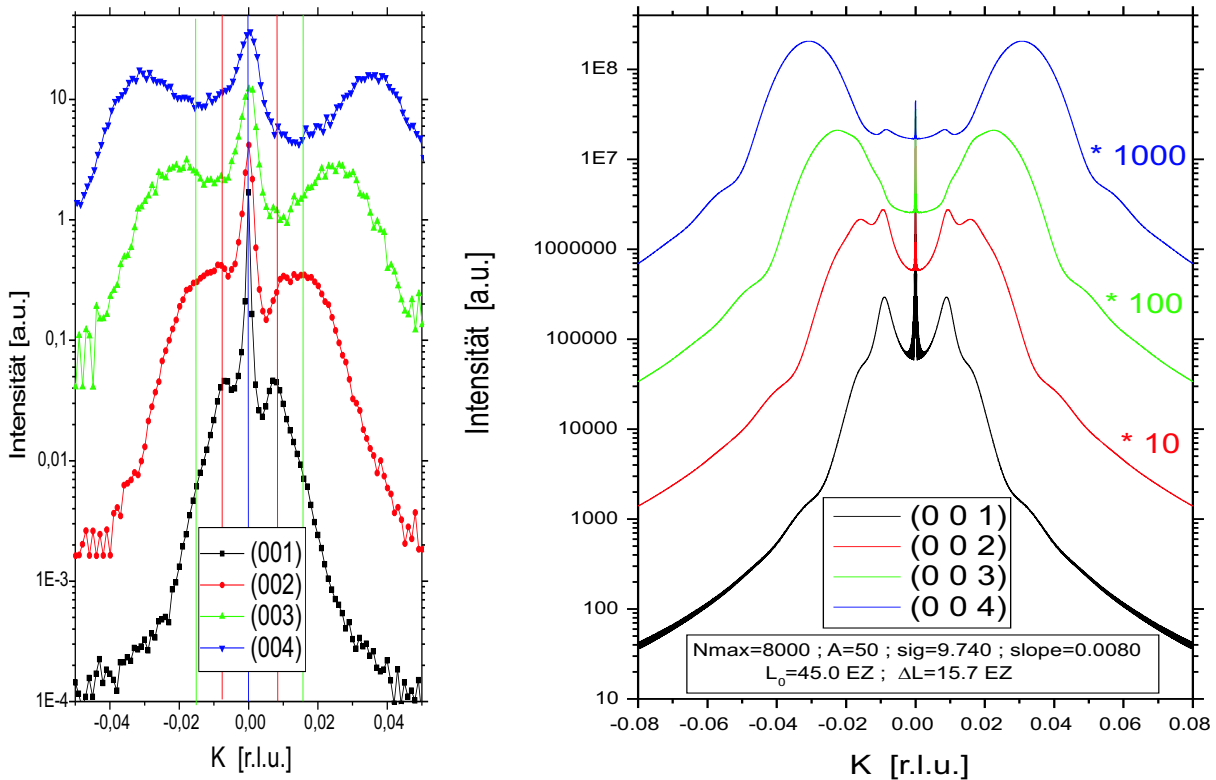 10
1
0,1
0,01
1E-3
1E-4
Intensität [a.u.]
(001)
(002)
(003)
(004)
-0,04
-0,02
0,00
0,02
0,04
K [r.l.u.]
1E8
1E7
1000000
100000
10000
1000
100
10
Intensität [a.u.]
* 1000
* 100
* 10
(0 0 1)
(0 0 2)
(0 0 3)
(0 0 4)
Nmax=8000 ; A=50 ; sig=9.740 ; slope=0.0080
L₀=45.0 EZ ; ΔL=15.7 EZ
-0.08
-0.06
-0.04
-0.02
0.00
0.02
0.04
0.06
0.08
K [r.l.u.]